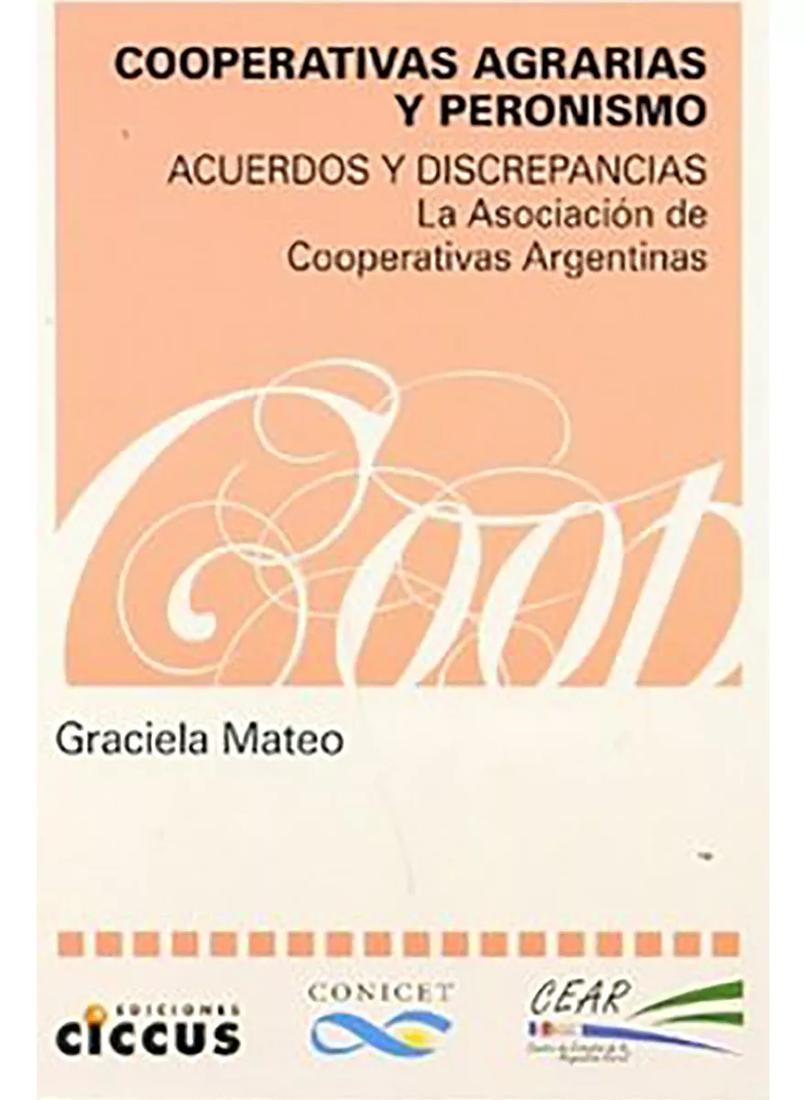 COOPERATIVAS AGRARIAS
Y PERONISMO
ACUERDOS Y DISCREPANCIAS
La Asociación de
Cooperativas Argentinas
Coop
Graciela Mateo
EDICIONES
ciccus
CONICET
CEAR